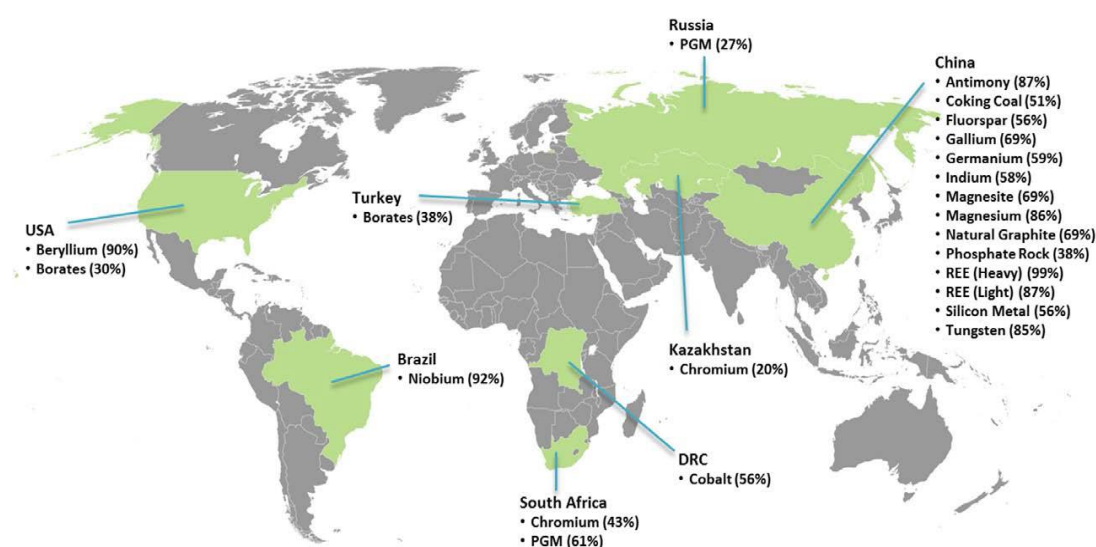 Russia
• PGM (27%)
China
• Antimony (87%)
• Coking Coal (51%)
• Fluorspar (56%)
• Gallium (69%)
• Germanium (59%)
• Indium (58%)
• Magnesite (69%)
• Magnesium (86%)
• Natural Graphite (69%)
• Phosphate Rock (38%)
• REE (Heavy) (99%)
• REE (Light) (87%)
• Silicon Metal (56%)
• Tungsten (85%)
Turkey
• Borates (38%)
USA
• Beryllium (90%)
• Borates (30%)
Brazil
• Niobium (92%)
Kazakhstan
• Chromium (20%)
DRC
• Cobalt (56%)
South Africa
• Chromium (43%)
• PGM (61%)